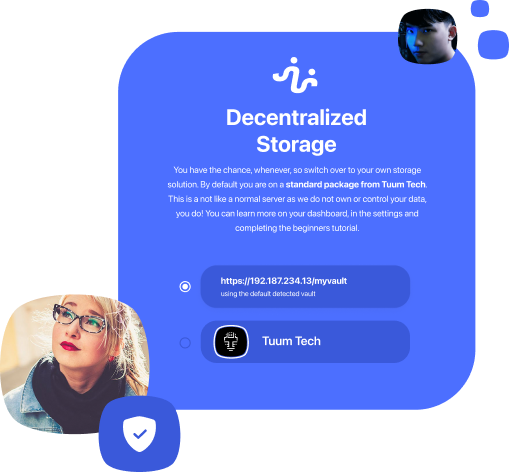 Decentralized
Storage
You have the chance, whenever, so switch over to your own storage
solution. By default you are on a standard package from Tuum Tech.
This is a not like a normal server as we do not own or control your data,
you do! You can learn more on your dashboard, in the settings and
completing the beginners tutorial.
https://192.187.234.13/myvault
using the default detected vault
Tuum Tech